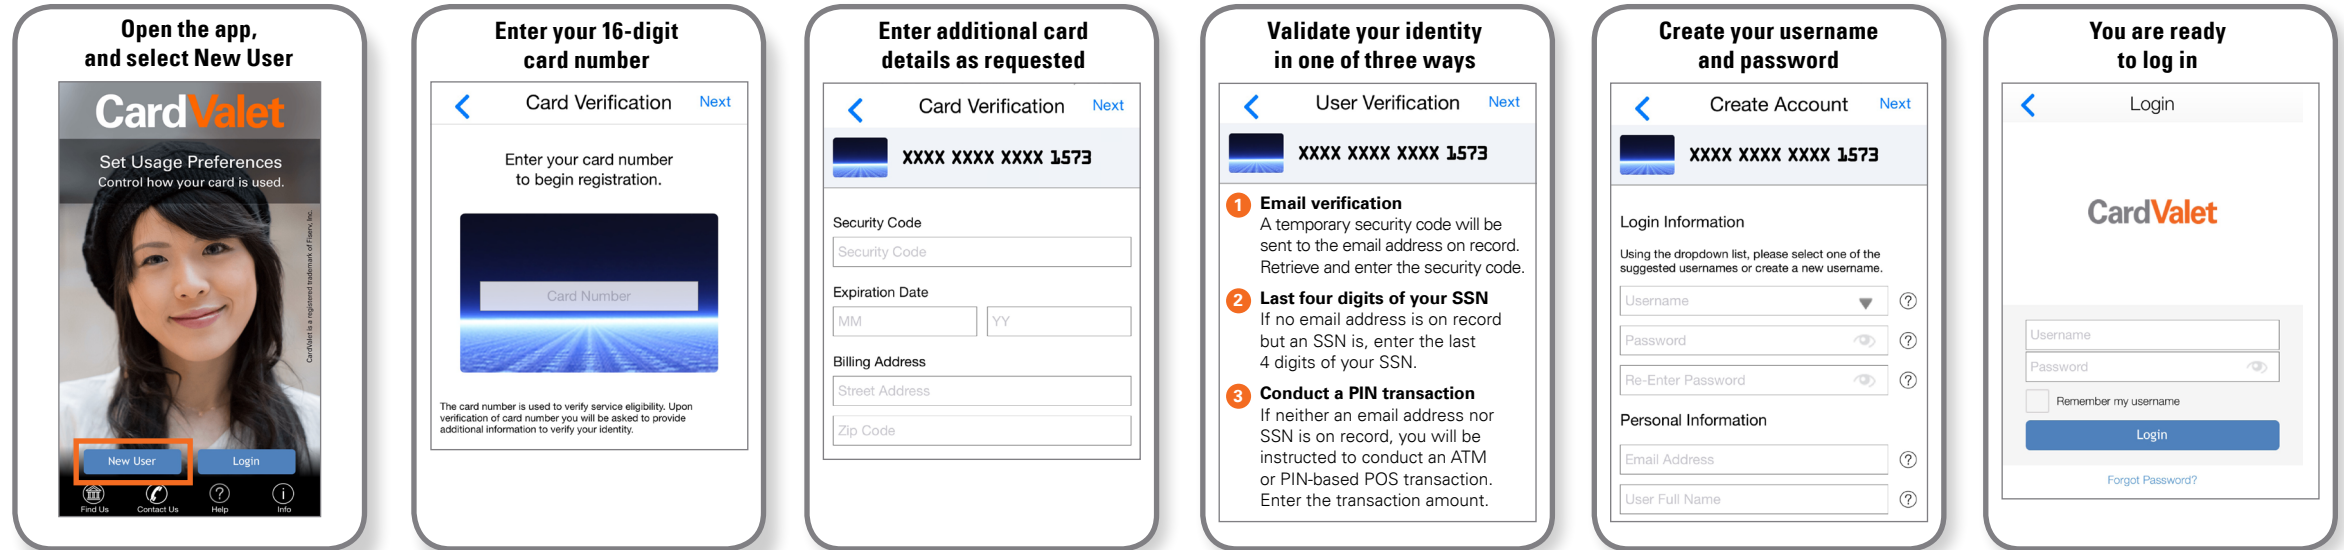 Open the app,
and select New User
CardValet
Set Usage Preferences
Control how your card is used.
CardValet is a registered trademark of Fiserv, Inc.
New User
Login
Find Us
Contact Us
Help
Info
Enter your 16-digit
card number
Card Verification
Next
Enter your card number
to begin registration.
Card Number
The card number is used to verify service eligibility. Upon
verification of card number you will be asked to provide
additional information to verify your identity.
Enter additional card
details as requested
Card Verification
Next
XXXX XXXX XXXX 1573
Security Code
Security Code
Expiration Date
MM
YY
Billing Address
Street Address
Zip Code
Validate your identity
in one of three ways
User Verification
Next
XXXX XXXX XXXX 1573
1 Email verification
A temporary security code will be
sent to the email address on record.
Retrieve and enter the security code.
2 Last four digits of your SSN
If no email address is on record
but an SSN is, enter the last
4 digits of your SSN.
3 Conduct a PIN transaction
If neither an email address nor
SSN is on record, you will be
instructed to conduct an ATM
or PIN-based POS transaction.
Enter the transaction amount.
Create your username
and password
Create Account
Next
XXXX XXXX XXXX 1573
Login Information
Using the dropdown list, please select one of the
suggested usernames or create a new username.
Username
?
Password
?
Re-Enter Password
?
Personal Information
Email Address
?
User Full Name
?
You are ready
to log in
Login
CardValet
Username
Password
Remember my username
Login
Forgot Password?